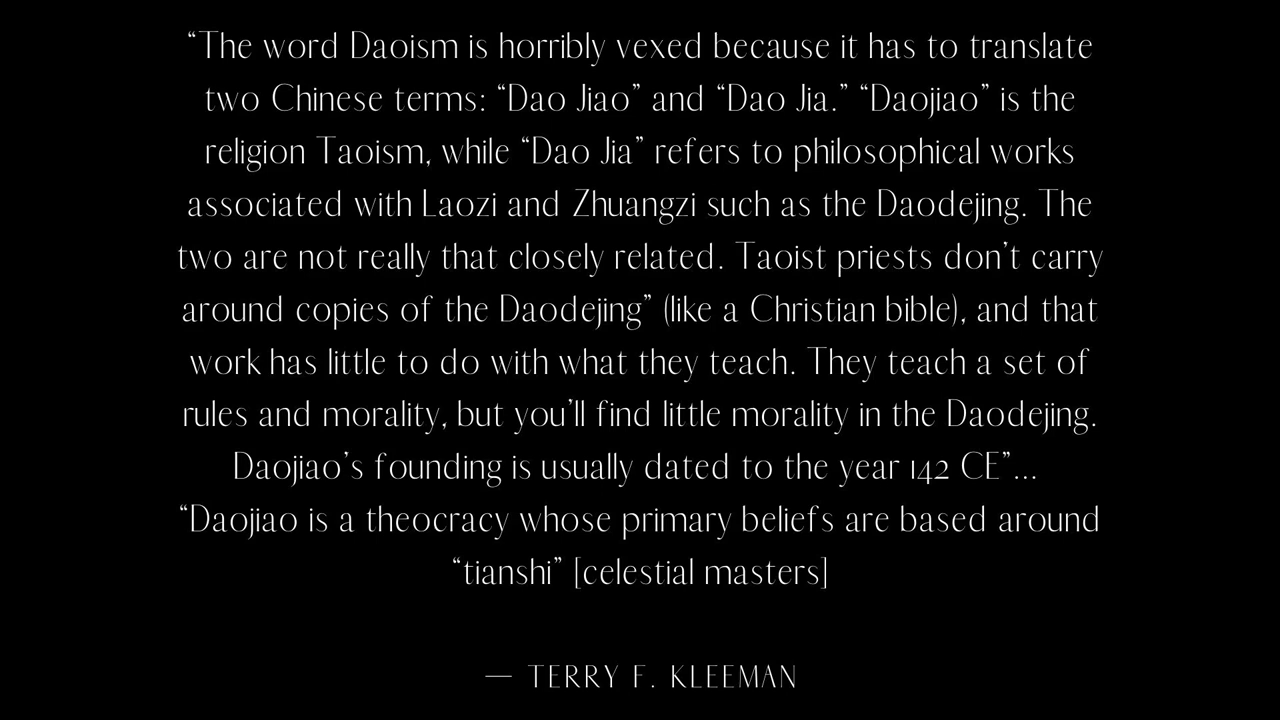 “The word Daoism is horribly vexed because it has to translate
two Chinese terms: “Dao Jiao” and “Dao Jia.” “Daojiao” is the
religion Taoism, while “Dao Jia” refers to philosophical works
associated with Laozi and Zhuangzi such as the Daodejing. The
two are not really that closely related. Taoist priests don’t carry
around copies of the Daodejing” (like a Christian bible), and that
work has little to do with what they teach. They teach a set of
rules and morality, but you’ll find little morality in the Daodejing.
Daojiao’s founding is usually dated to the year 142 CE”...
“Daojiao is a theocracy whose primary beliefs are based around
“tianshi” [celestial masters]
— TERRY F. KLEEMAN